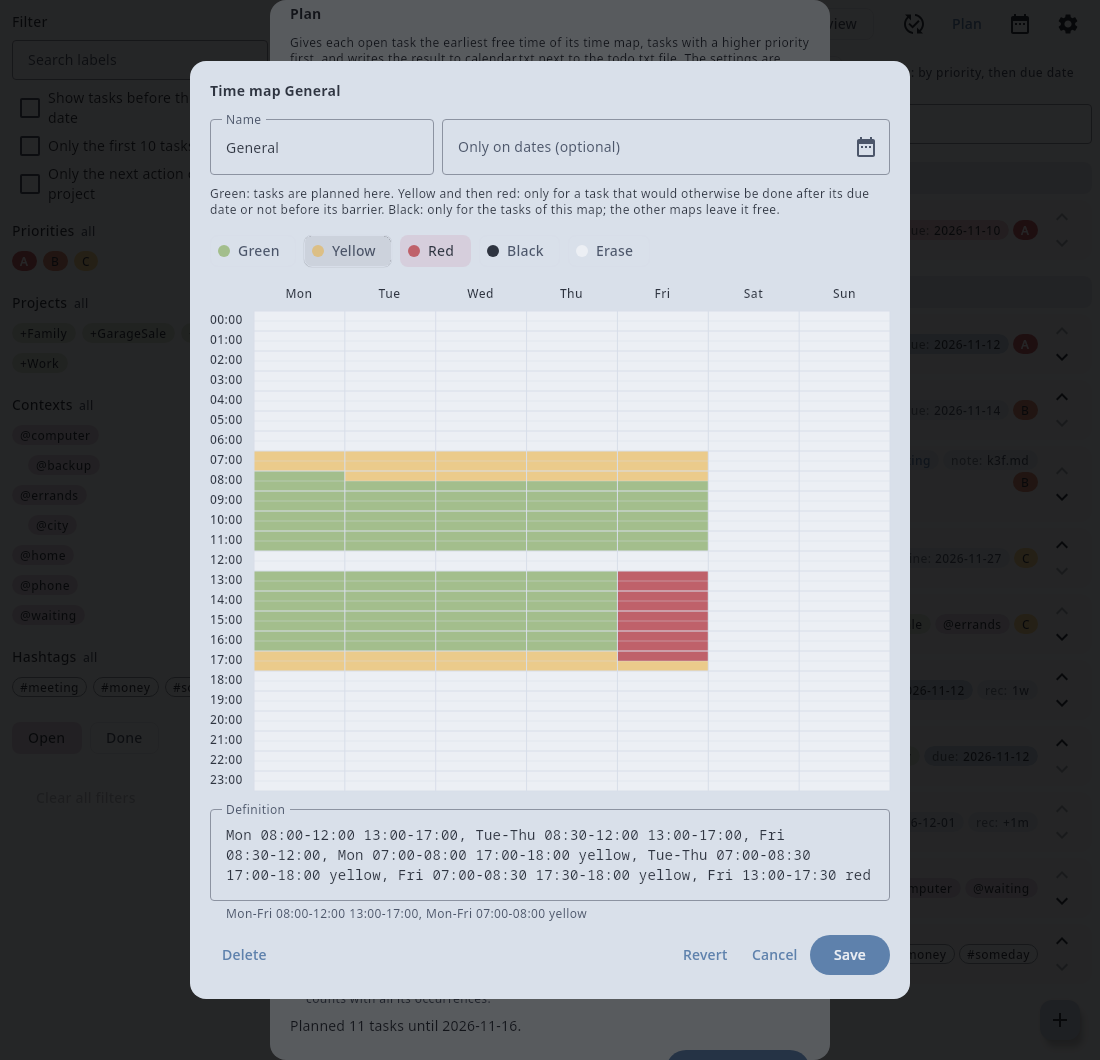 Filter
Search labels
Show tasks before th
date
Only the first 10 task
Only the next action
project
Priorities all
A B C
Projects all
+Family +GarageSale
+Work
Contexts all
@computer
@backup
@errands
@city
@home
@phone
@waiting
Hashtags all
#meeting #money #s
Open Done
Clear all filters
Plan
Gives each open task the earliest free time of its time map, tasks with a higher priority
first, and writes the result to calendar.txt next to the todo.txt file. The settings are
view Plan
: by priority, then due date
Time map General
Name
General
Only on dates (optional)
Green: tasks are planned here. Yellow and then red: only for a task that would otherwise be done after its due
date or not before its barrier. Black: only for the tasks of this map; the other maps leave it free.
Green Yellow Red Black Erase
Mon Tue Wed Thu Fri Sat Sun
00:00
01:00
02:00
03:00
04:00
05:00
06:00
07:00
08:00
09:00
10:00
11:00
12:00
13:00
14:00
15:00
16:00
17:00
18:00
19:00
20:00
21:00
22:00
23:00
Definition
Mon 08:00-12:00 13:00-17:00, Tue-Thu 08:30-12:00 13:00-17:00, Fri
08:30-12:00, Mon 07:00-08:00 17:00-18:00 yellow, Tue-Thu 07:00-08:30
17:00-18:00 yellow, Fri 07:00-08:30 17:30-18:00 yellow, Fri 13:00-17:30 red
Mon-Fri 08:00-12:00 13:00-17:00, Mon-Fri 07:00-08:00 yellow
Delete Revert Cancel Save
counts with all its occurrences.
Planned 11 tasks until 2026-11-16.
ue: 2026-11-10 A
ue: 2026-11-12 A
ue: 2026-11-14 B
ing note: k3f.md
B
ne: 2026-11-27 C
le @errands C
26-11-12 rec: 1w
due: 2026-11-12
6-12-01 rec: +1m
mputer @waiting
money #someday
+